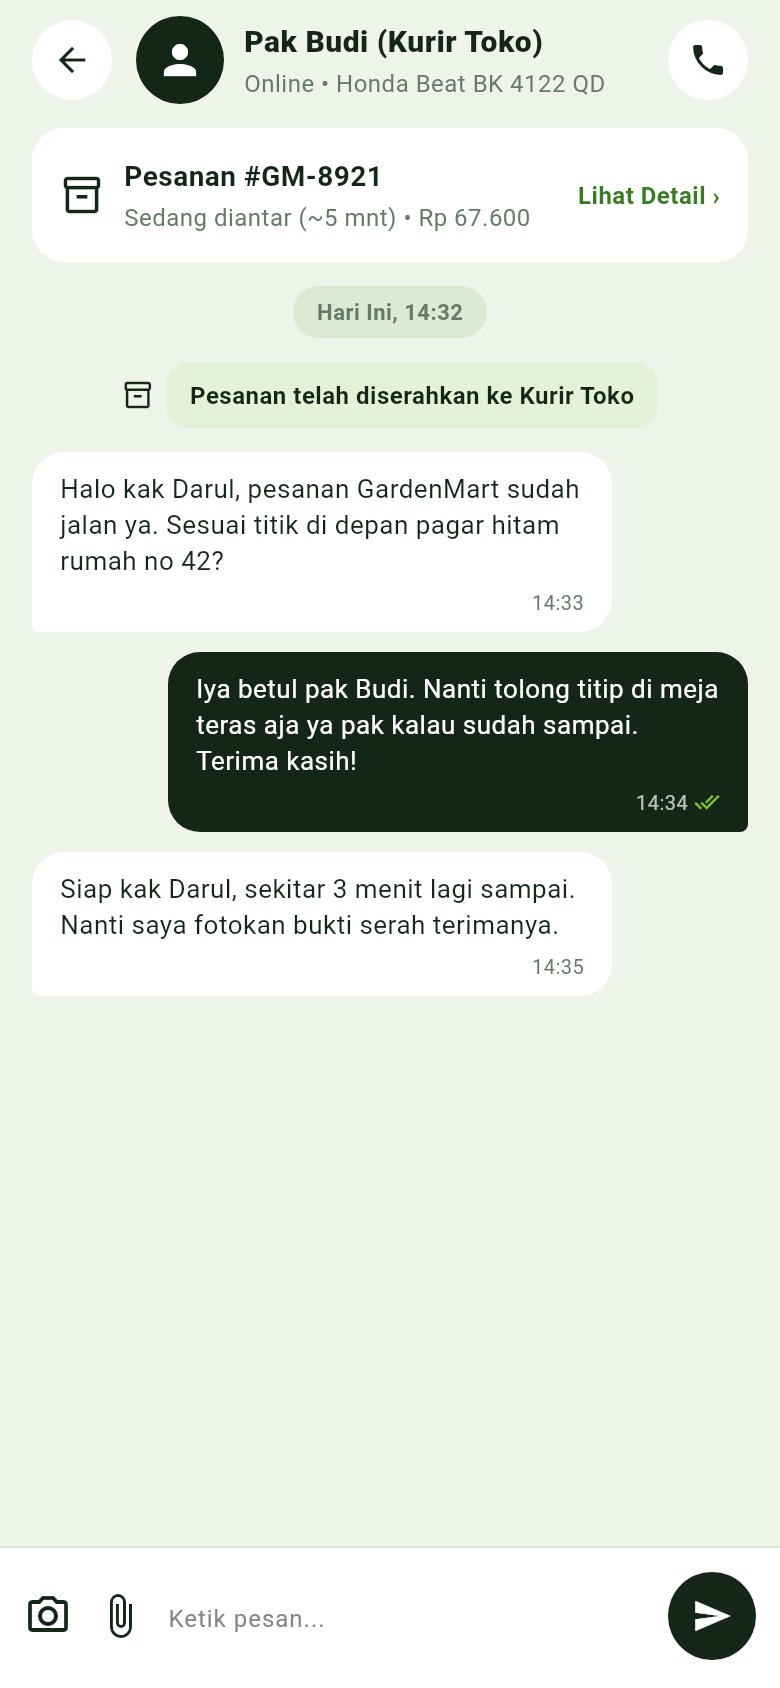 Pak Budi (Kurir Toko)
Online • Honda Beat BK 4122 QD
Pesanan #GM-8921
Sedang diantar (~5 mnt) • Rp 67.600
Lihat Detail ›
Hari Ini, 14:32
Pesanan telah diserahkan ke Kurir Toko
Halo kak Darul, pesanan GardenMart sudah
jalan ya. Sesuai titik di depan pagar hitam
rumah no 42?
14:33
Iya betul pak Budi. Nanti tolong titip di meja
teras aja ya pak kalau sudah sampai.
Terima kasih!
14:34
Siap kak Darul, sekitar 3 menit lagi sampai.
Nanti saya fotokan bukti serah terimanya.
14:35
Ketik pesan...